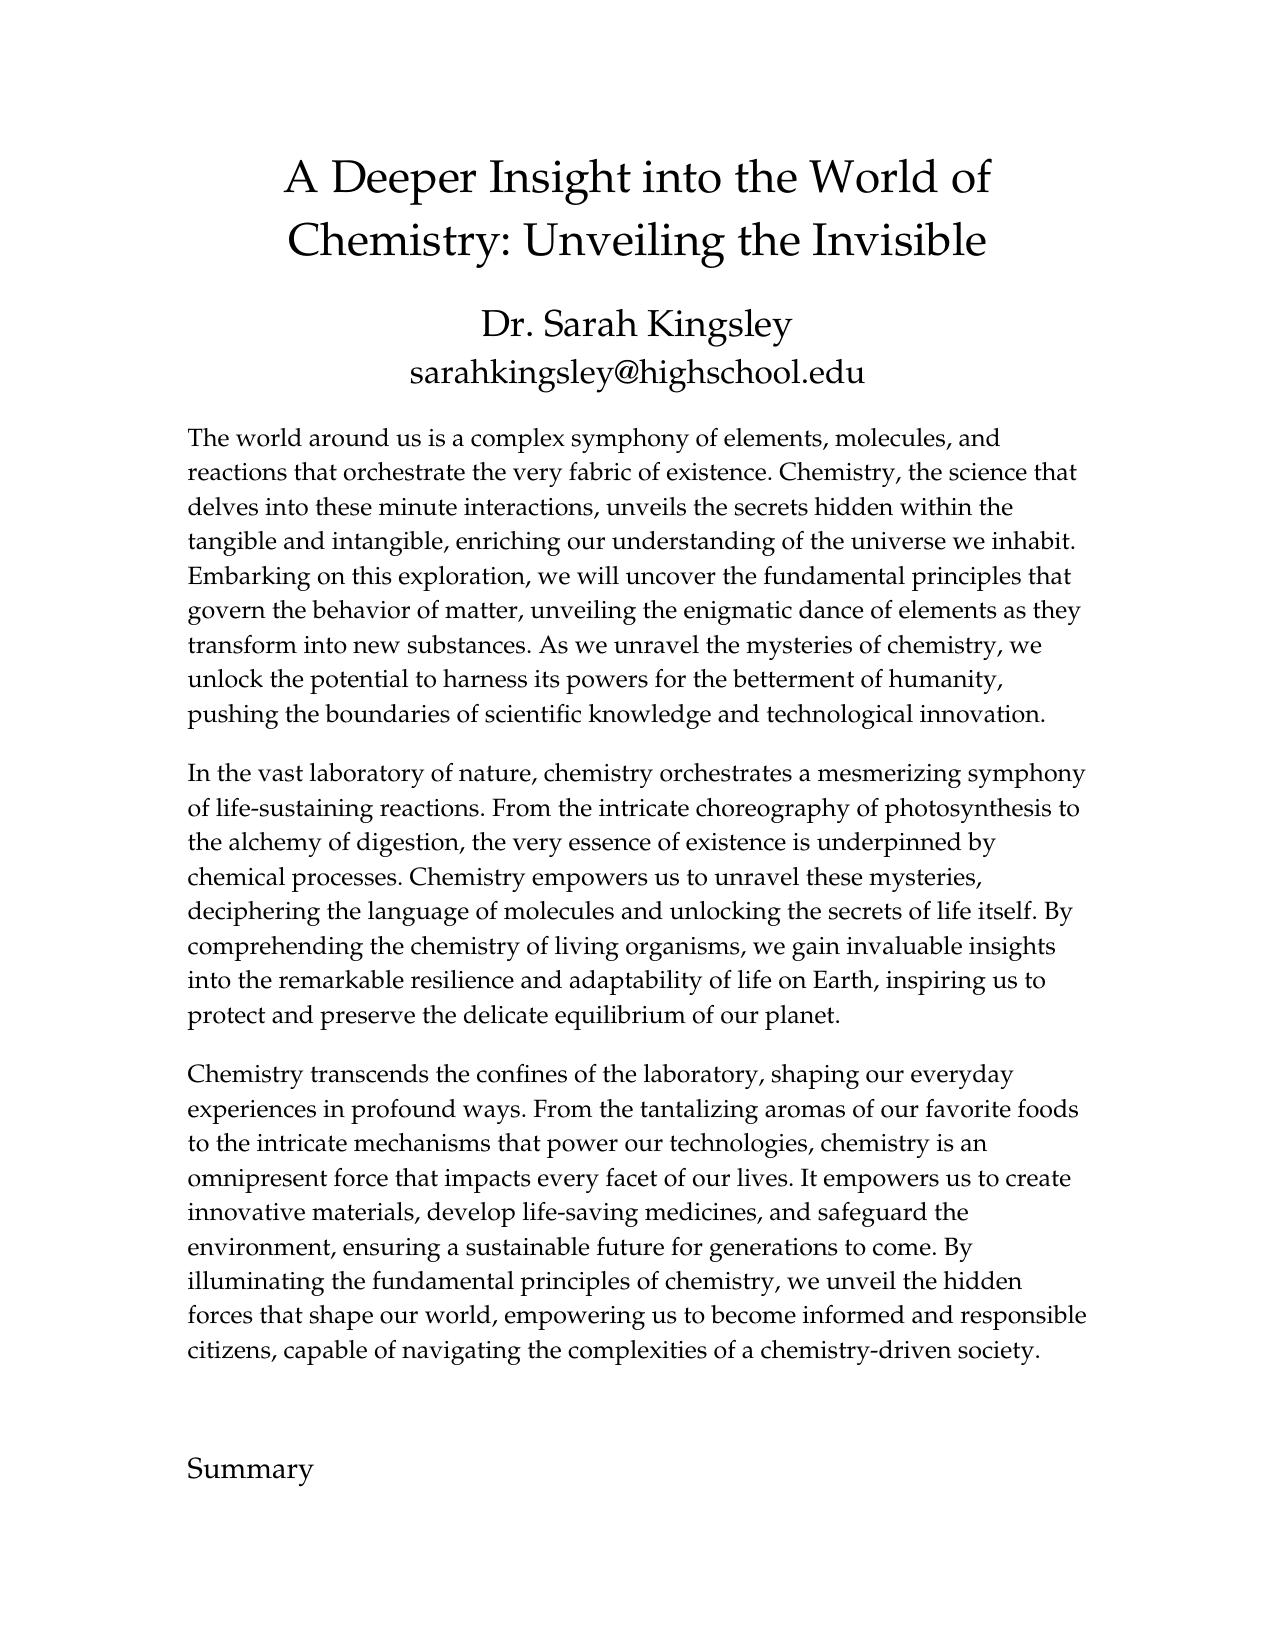 A Deeper Insight into the World of
Chemistry: Unveiling the Invisible
Dr. Sarah Kingsley
sarahkingsley@highschool.edu
The world around us is a complex symphony of elements, molecules, and
reactions that orchestrate the very fabric of existence. Chemistry, the science that
delves into these minute interactions, unveils the secrets hidden within the
tangible and intangible, enriching our understanding of the universe we inhabit.
Embarking on this exploration, we will uncover the fundamental principles that
govern the behavior of matter, unveiling the enigmatic dance of elements as they
transform into new substances. As we unravel the mysteries of chemistry, we
unlock the potential to harness its powers for the betterment of humanity,
pushing the boundaries of scientific knowledge and technological innovation.
In the vast laboratory of nature, chemistry orchestrates a mesmerizing symphony
of life-sustaining reactions. From the intricate choreography of photosynthesis to
the alchemy of digestion, the very essence of existence is underpinned by
chemical processes. Chemistry empowers us to unravel these mysteries,
deciphering the language of molecules and unlocking the secrets of life itself. By
comprehending the chemistry of living organisms, we gain invaluable insights
into the remarkable resilience and adaptability of life on Earth, inspiring us to
protect and preserve the delicate equilibrium of our planet.
Chemistry transcends the confines of the laboratory, shaping our everyday
experiences in profound ways. From the tantalizing aromas of our favorite foods
to the intricate mechanisms that power our technologies, chemistry is an
omnipresent force that impacts every facet of our lives. It empowers us to create
innovative materials, develop life-saving medicines, and safeguard the
environment, ensuring a sustainable future for generations to come. By
illuminating the fundamental principles of chemistry, we unveil the hidden
forces that shape our world, empowering us to become informed and responsible
citizens, capable of navigating the complexities of a chemistry-driven society.
Summary